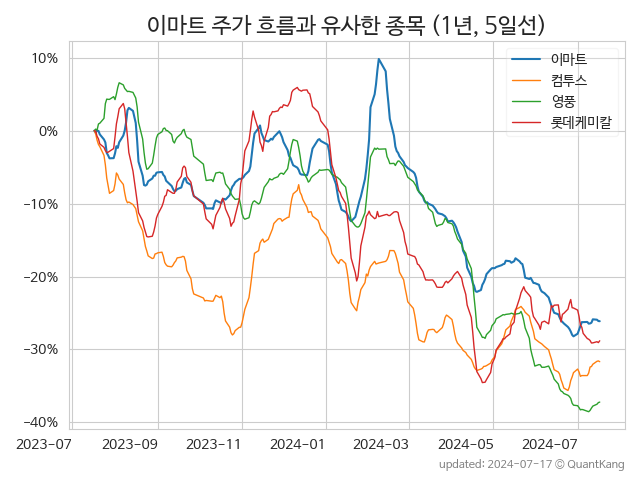 이마트 주가 흐름과 유사한 종목 (1년, 5일선)
이마트
컴투스
영풍
롯데케미칼
10%
0%
−10%
−20%
−30%
−40%
2023-07 2023-09 2023-11 2024-01 2024-03 2024-05 2024-07
updated: 2024-07-17 © QuantKang